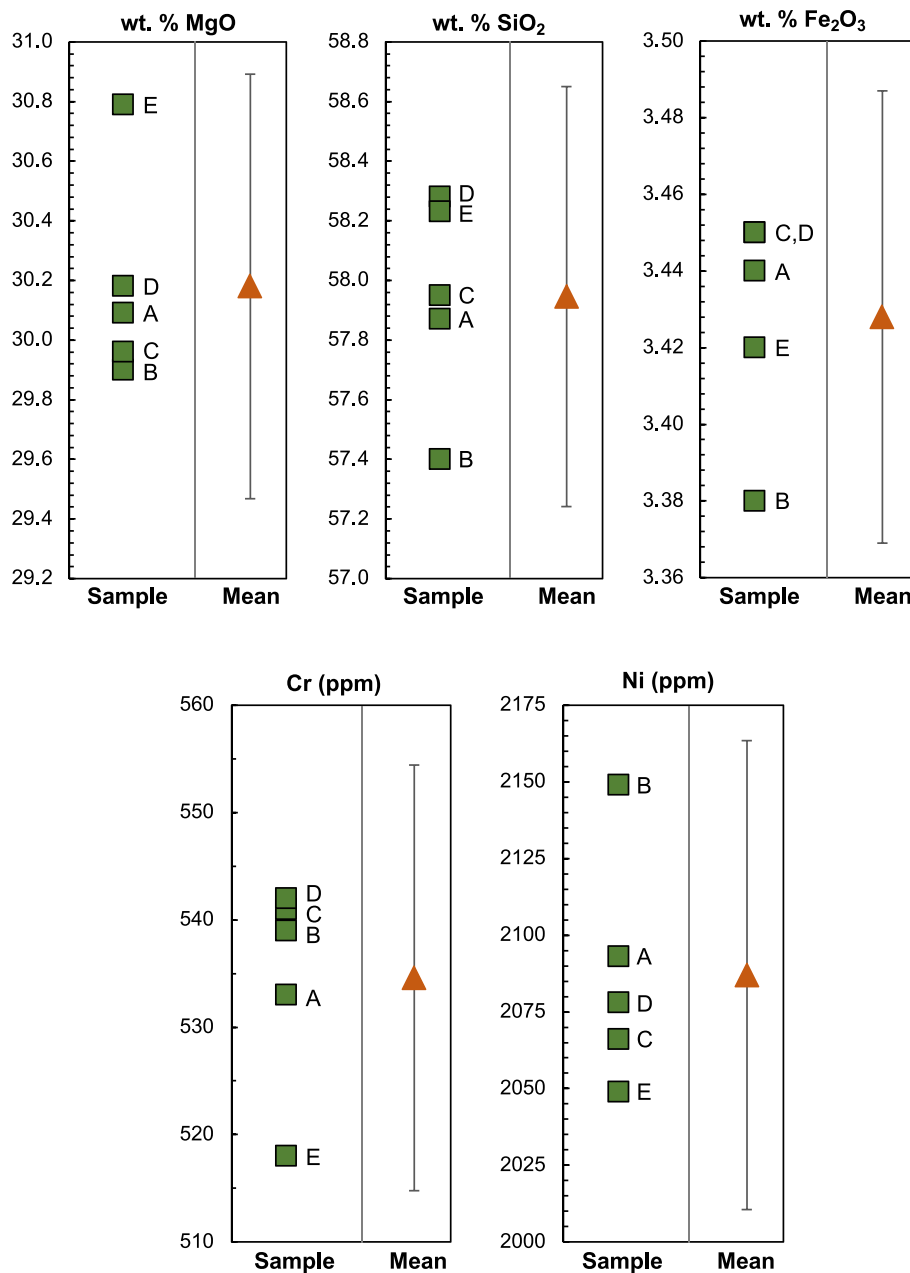 wt. % MgO
31.0
30.8
30.6
30.4
30.2
30.0
29.8
29.6
29.4
29.2
E
D
A
C
B
Sample Mean
wt. % SiO₂
58.8
58.6
58.4
58.2
58.0
57.8
57.6
57.4
57.2
57.0
D
E
C
A
B
Sample Mean
wt. % Fe₂O₃
3.50
3.48
3.46
3.44
3.42
3.40
3.38
3.36
C,D
A
E
B
Sample Mean
Cr (ppm)
560
550
540
530
520
510
D
C
B
A
E
Sample Mean
Ni (ppm)
2175
2150
2125
2100
2075
2050
2025
2000
B
A
D
C
E
Sample Mean